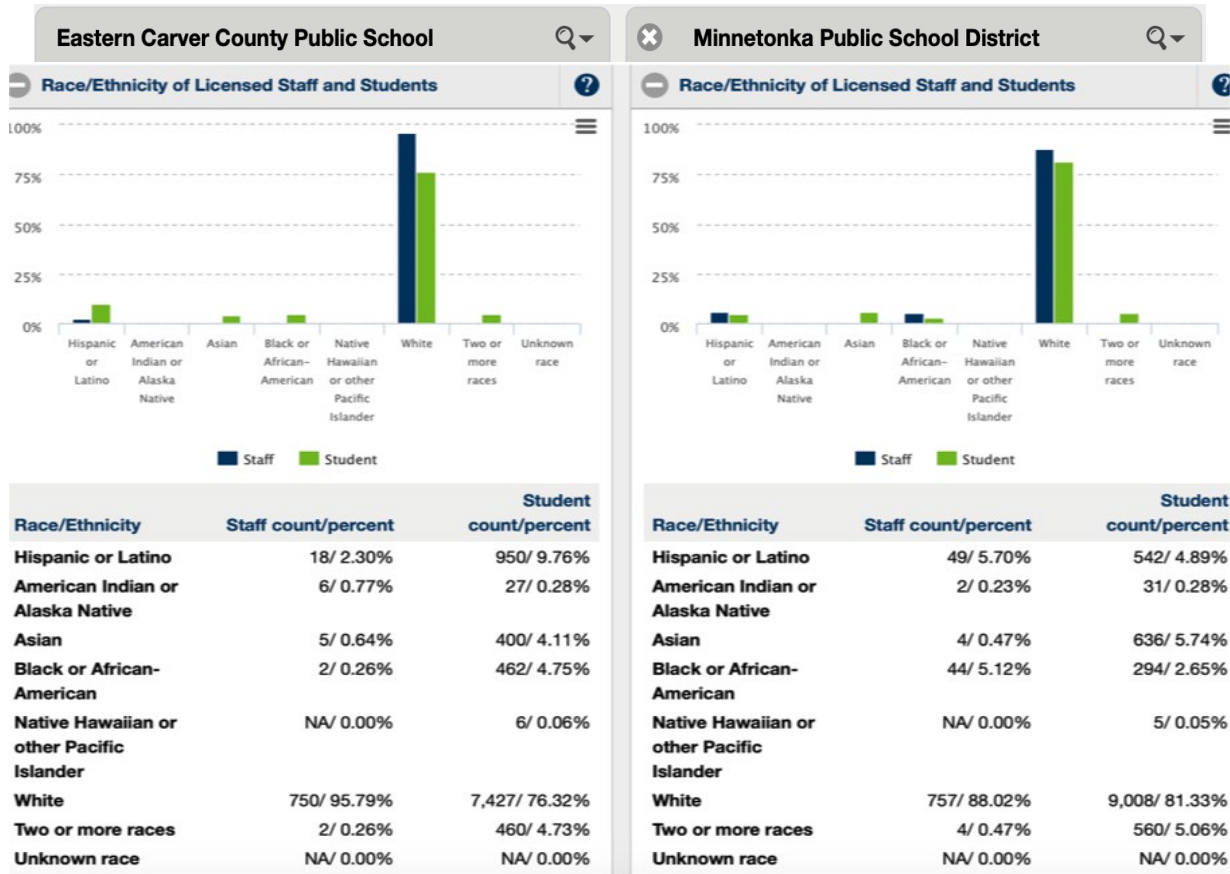 Eastern Carver County Public School
Race/Ethnicity of Licensed Staff and Students
?
100%
75%
50%
25%
0%
Hispanic American Asian Black or Native White Two or Unknown
or Indian or African- Hawaiian more race
Latino Alaska American or other races
Native Pacific
Islander
Staff Student
Student
Race/Ethnicity Staff count/percent count/percent
Hispanic or Latino 18/ 2.30% 950/ 9.76%
American Indian or 6/ 0.77% 27/ 0.28%
Alaska Native
Asian 5/ 0.64% 400/ 4.11%
Black or African- 2/ 0.26% 462/ 4.75%
American
Native Hawaiian or NA/ 0.00% 6/ 0.06%
other Pacific
Islander
White 750/ 95.79% 7,427/ 76.32%
Two or more races 2/ 0.26% 460/ 4.73%
Unknown race NA/ 0.00% NA/ 0.00%
Minnetonka Public School District
Race/Ethnicity of Licensed Staff and Students
?
100%
75%
50%
25%
0%
Hispanic American Asian Black or Native White Two or Unknown
or Indian or African- Hawaiian more race
Latino Alaska American or other races
Native Pacific
Islander
Staff Student
Student
Race/Ethnicity Staff count/percent count/percent
Hispanic or Latino 49/ 5.70% 542/ 4.89%
American Indian or 2/ 0.23% 31/ 0.28%
Alaska Native
Asian 4/ 0.47% 636/ 5.74%
Black or African- 44/ 5.12% 294/ 2.65%
American
Native Hawaiian or NA/ 0.00% 5/ 0.05%
other Pacific
Islander
White 757/ 88.02% 9,008/ 81.33%
Two or more races 4/ 0.47% 560/ 5.06%
Unknown race NA/ 0.00% NA/ 0.00%